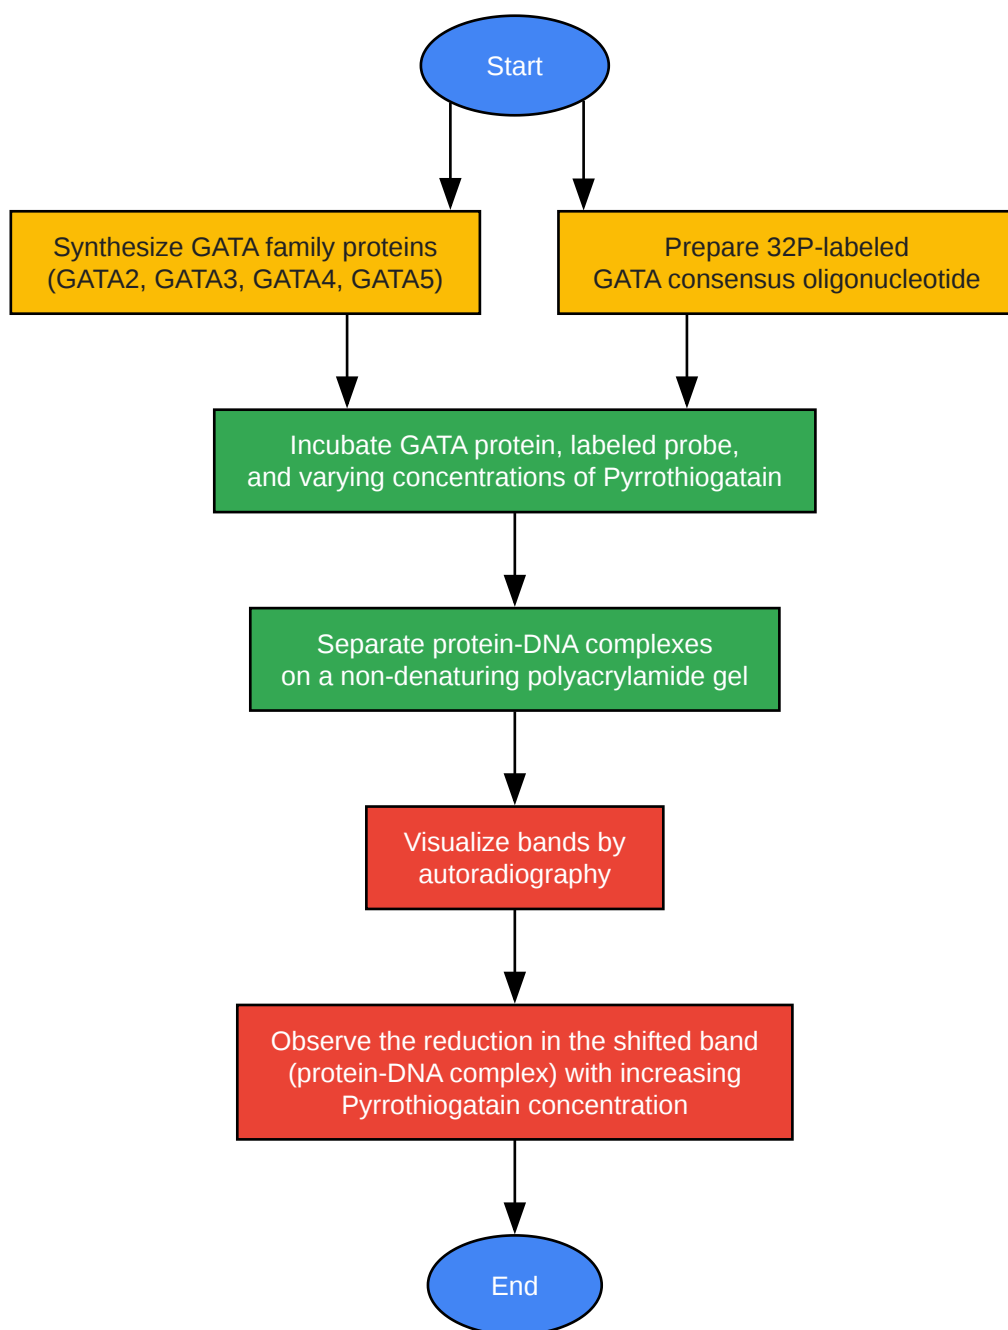 Start
Synthesize GATA family proteins
(GATA2, GATA3, GATA4, GATA5)
Prepare 32P-labeled
GATA consensus oligonucleotide
Incubate GATA protein, labeled probe,
and varying concentrations of Pyrrothiogatain
Separate protein-DNA complexes
on a non-denaturing polyacrylamide gel
Visualize bands by
autoradiography
Observe the reduction in the shifted band
(protein-DNA complex) with increasing
Pyrrothiogatain concentration
End